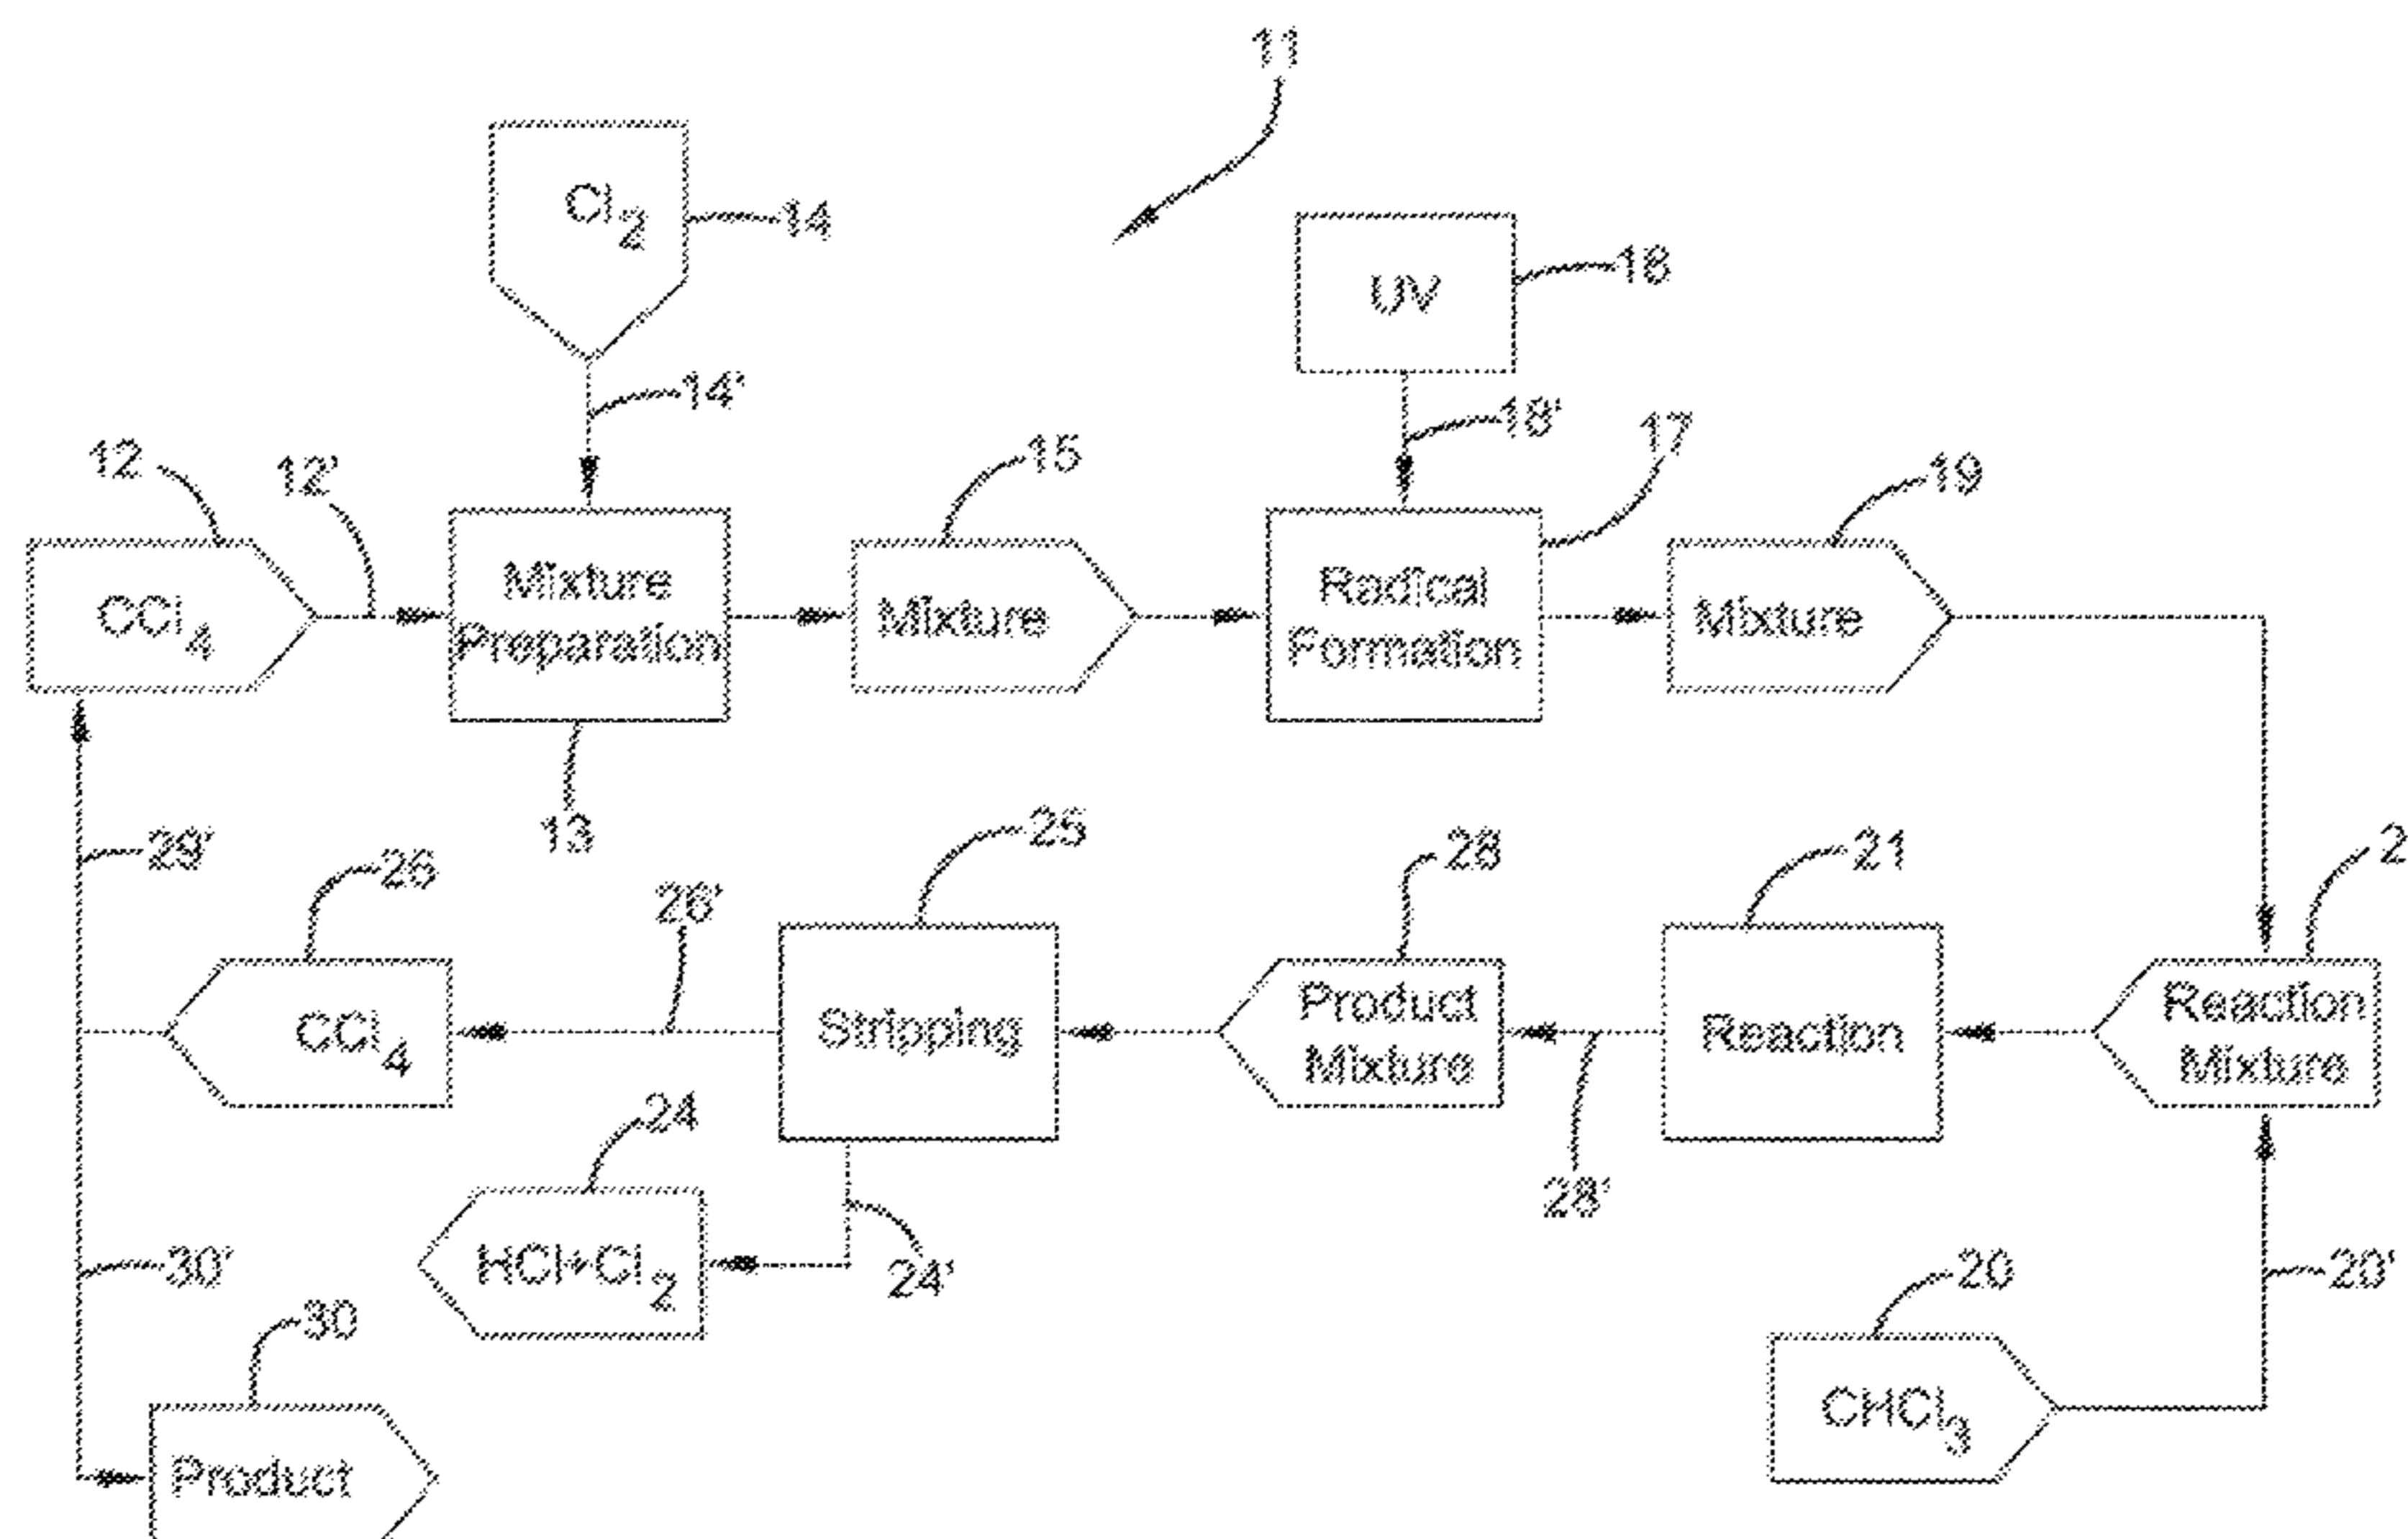 11
Cl2
14
UV
18
14'
18'
17
12
12'
15
19
CCl4
Mixture
Preparation
Mixture
Radical
Formation
Mixture
13
29'
26
26'
25
28
21
2
CCl4
Stripping
Product
Mixture
Reaction
Reaction
Mixture
24
28'
30'
HCl+Cl2
24'
20
20'
30
CHCl3
Product